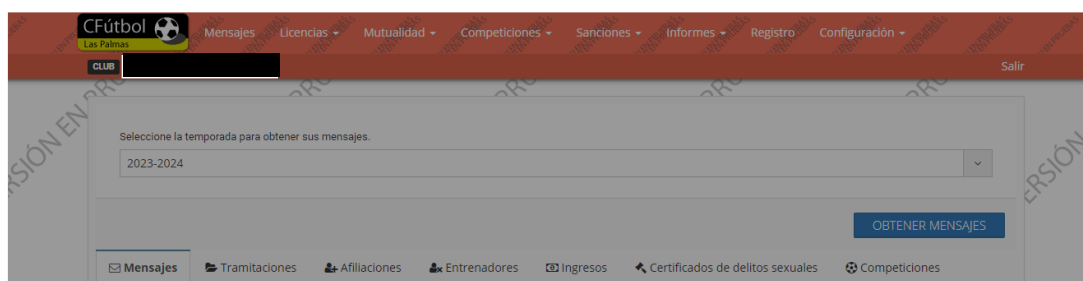 CFútbol
Las Palmas
Mensajes Licencias Mutualidad Competiciones Sanciones Informes Registro Configuración
CLUB
Salir
Seleccione la temporada para obtener sus mensajes.
2023-2024
OBTENER MENSAJES
Mensajes Tramitaciones Afiliaciones Entrenadores Ingresos Certificados de delitos sexuales Competiciones